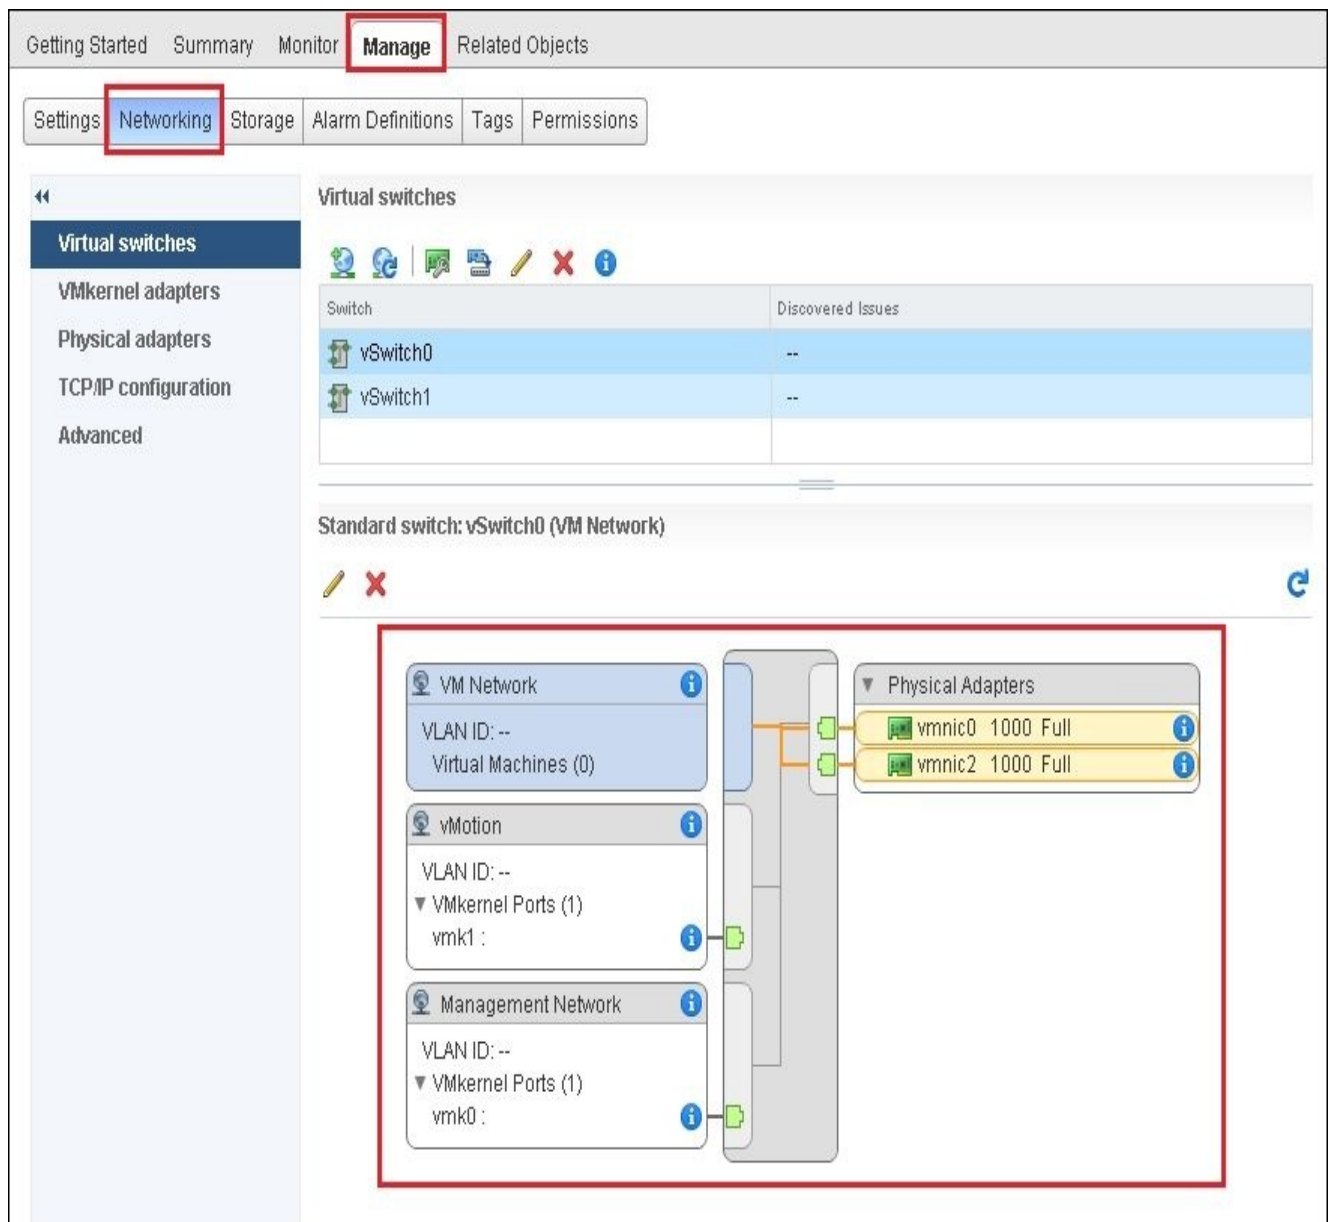 Getting Started Summary Monitor Manage Related Objects
Settings Networking Storage Alarm Definitions Tags Permissions
Virtual switches
VMkernel adapters
Physical adapters
TCP/IP configuration
Advanced
Virtual switches
Switch Discovered Issues
vSwitch0 --
vSwitch1 --
Standard switch: vSwitch0 (VM Network)
VM Network
VLAN ID: --
Virtual Machines (0)
vMotion
VLAN ID: --
VMkernel Ports (1)
vmk1 :
Management Network
VLAN ID: --
VMkernel Ports (1)
vmk0 :
Physical Adapters
vmnic0 1000 Full
vmnic2 1000 Full